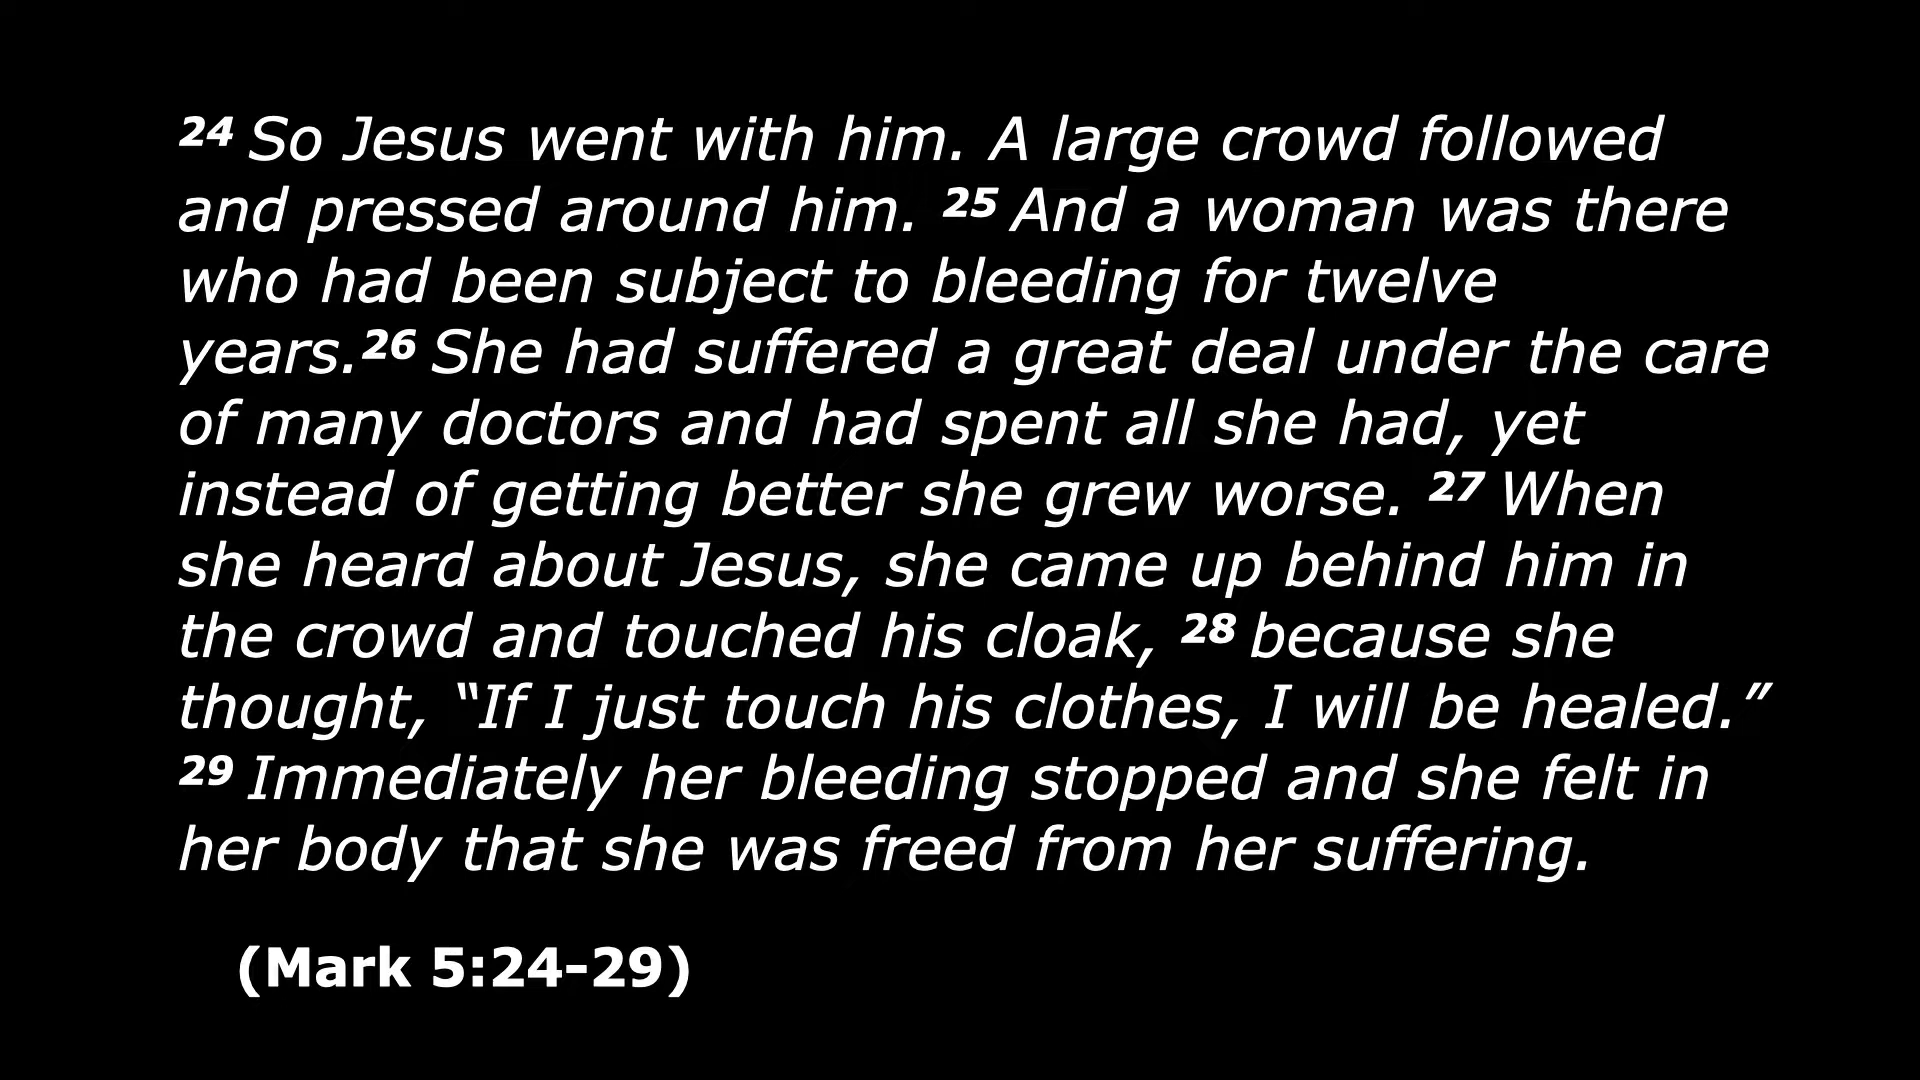 24 So Jesus went with him. A large crowd followed
and pressed around him. 25 And a woman was there
who had been subject to bleeding for twelve
years.26 She had suffered a great deal under the care
of many doctors and had spent all she had, yet
instead of getting better she grew worse. 27 When
she heard about Jesus, she came up behind him in
the crowd and touched his cloak, 28 because she
thought, “If I just touch his clothes, I will be healed.”
29 Immediately her bleeding stopped and she felt in
her body that she was freed from her suffering.
(Mark 5:24-29)